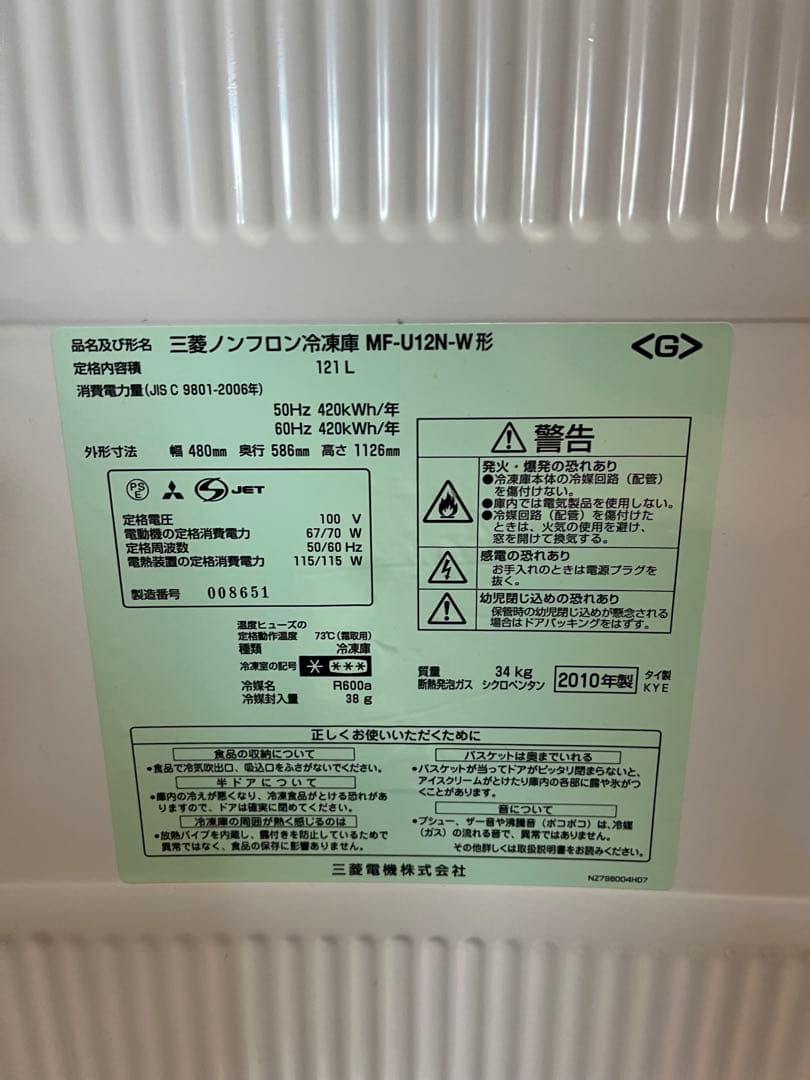 品名及び形名 三菱ノンフロン冷凍庫 MF-U12N-W形
<G>
定格内容積 121 L
消費電力量(JIS C 9801-2006年)
50Hz 420kWh/年
60Hz 420kWh/年
外形寸法 幅 480mm 奥行 586mm 高さ 1126mm
PS
E
JET
定格電圧 100 V
電動機の定格消費電力 67/70 W
定格周波数 50/60 Hz
電熱装置の定格消費電力 115/115 W
製造番号 008651
温度ヒューズの
定格動作温度 73℃(霜取用)
種類 冷凍庫
冷凍室の記号 * ***
冷媒名 R600a
冷媒封入量 38 g
警告
発火・爆発の恐れあり
●冷凍庫本体の冷媒回路(配管)
を傷付けない。
●庫内では電気製品を使用しない。
●冷媒回路(配管)を傷付けた
ときは、火気の使用を避け、
窓を開けて換気する。
感電の恐れあり
お手入れのときは電源プラグを
抜く。
幼児閉じ込めの恐れあり
保管時の幼児閉じ込めが懸念される
場合はドアパッキングをはずす。
質量 34 kg
断熱発泡ガス シクロペンタン
2010年製
タイ製
KYE
正しくお使いいただくために
食品の収納について
•食品で冷気吹出口、吸込口をふさがないでください。
半ドアについて
•庫内の冷えが悪くなり、冷凍食品がとける恐れがあ
りますので、ドアは確実に閉めてください。
冷凍庫の周囲が熱く感じるのは
•放熱パイプを内蔵し、露付きを防止しているためで
異常ではなく、食品の保存に影響ありません。
バスケットは奥までいれる
•バスケットが当ってドアがピッタリ閉まらないと、
アイスクリームがとけたり庫内の各部に露や氷がつ
くことがあります。
音について
•プシュー、ザー音や沸騰音(ポコポコ)は、冷媒
(ガス)の流れる音で、異常ではありません。
その他詳しくは取扱説明書をお読みください。
三菱電機株式会社
NZ79B004H07